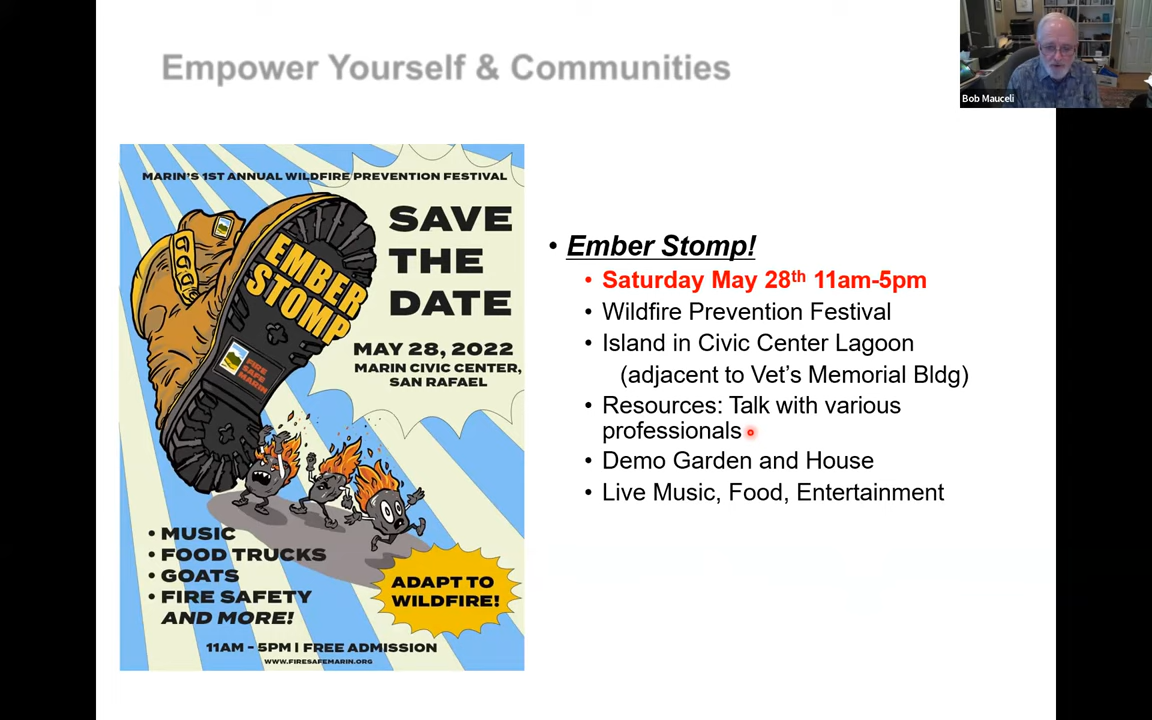 Empower Yourself & Communities
Bob Mauceli
MARIN'S 1ST ANNUAL WILDFIRE PREVENTION FESTIVAL
SAVE
THE
DATE
EMBER
STOMP
MAY 28, 2022
MARIN CIVIC CENTER,
SAN RAFAEL
FIRE
SAFE
MARIN
• MUSIC
• FOOD TRUCKS
• GOATS
• FIRE SAFETY
AND MORE!
ADAPT TO
WILDFIRE!
11AM - 5PM | FREE ADMISSION
WWW.FIRESAFEMARIN.ORG
• Ember Stomp!
• Saturday May 28th 11am-5pm
• Wildfire Prevention Festival
• Island in Civic Center Lagoon
(adjacent to Vet's Memorial Bldg)
• Resources: Talk with various
professionals
• Demo Garden and House
• Live Music, Food, Entertainment